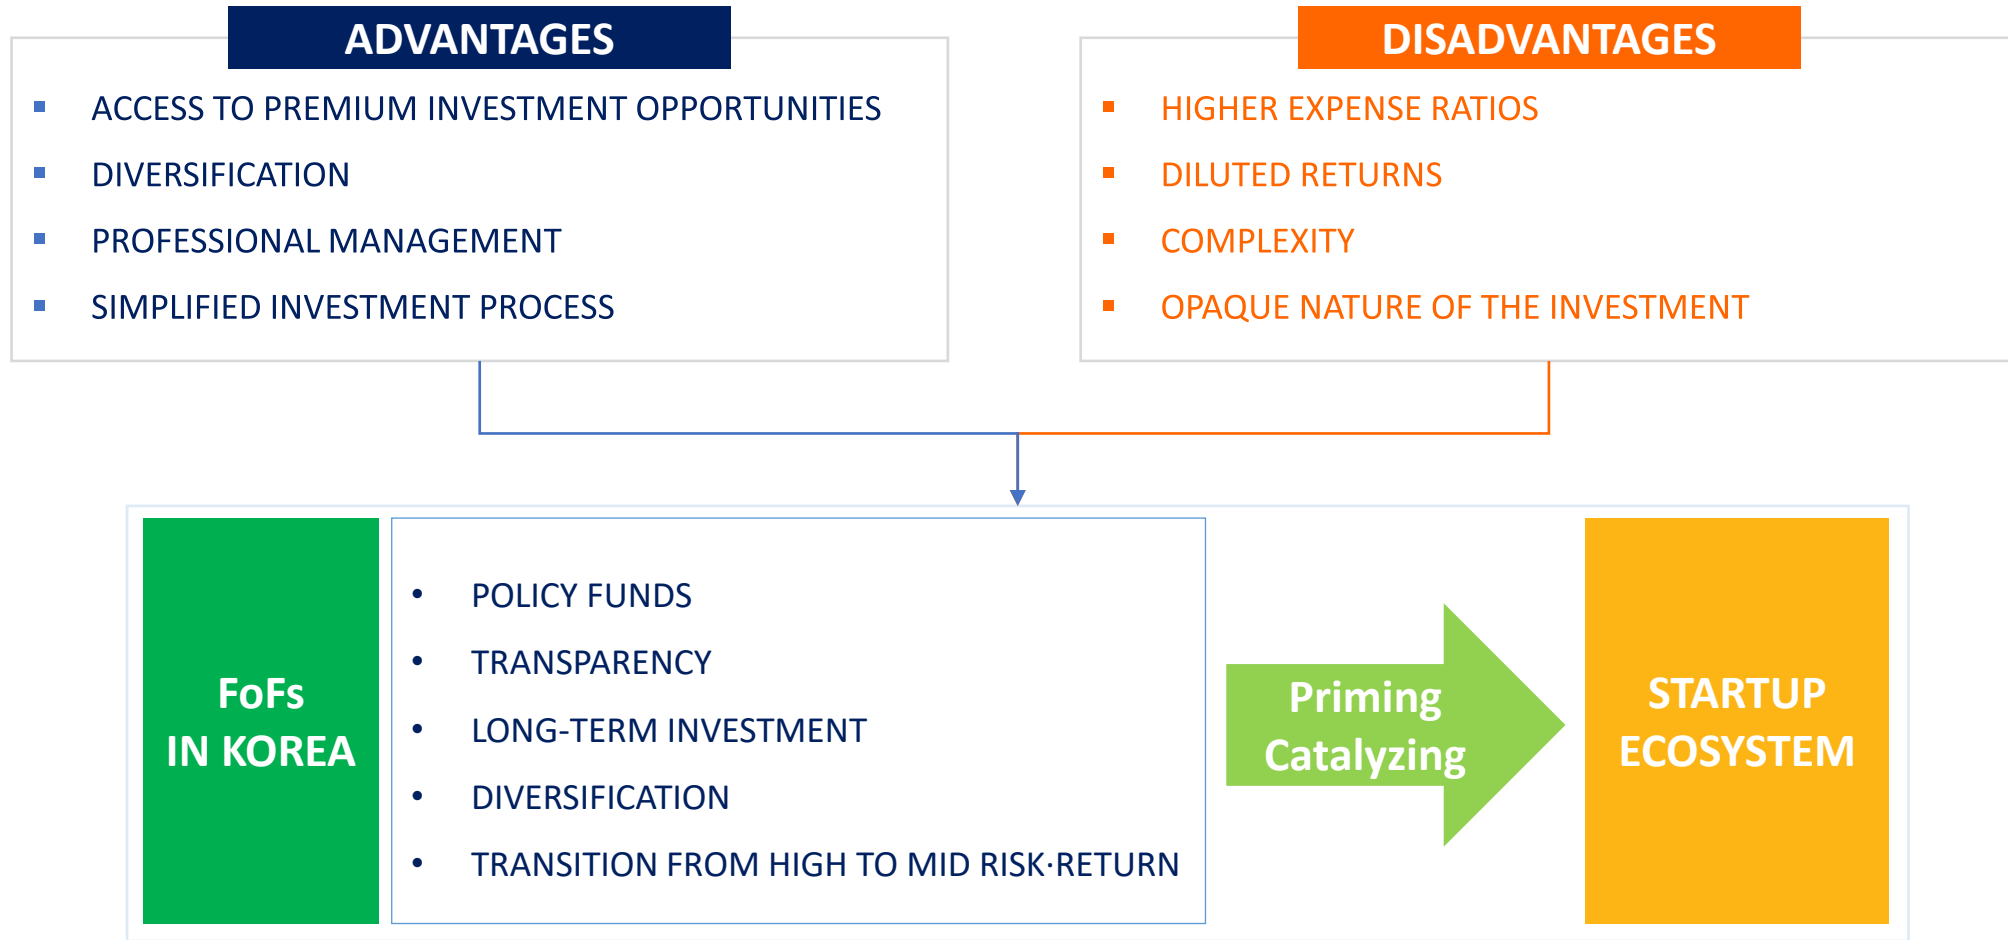 ADVANTAGES
ACCESS TO PREMIUM INVESTMENT OPPORTUNITIES
DIVERSIFICATION
PROFESSIONAL MANAGEMENT
SIMPLIFIED INVESTMENT PROCESS
DISADVANTAGES
HIGHER EXPENSE RATIOS
DILUTED RETURNS
COMPLEXITY
OPAQUE NATURE OF THE INVESTMENT
FoFs
IN KOREA
POLICY FUNDS
TRANSPARENCY
LONG-TERM INVESTMENT
DIVERSIFICATION
TRANSITION FROM HIGH TO MID RISK·RETURN
Priming
Catalyzing
STARTUP
ECOSYSTEM